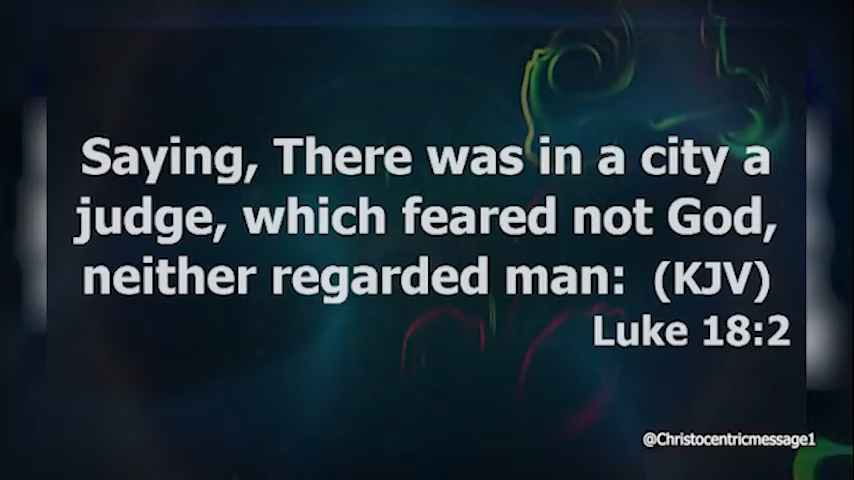 Saying, There was in a city a
judge, which feared not God,
neither regarded man:  (KJV)
Luke 18:2
@Christocentricmessage1